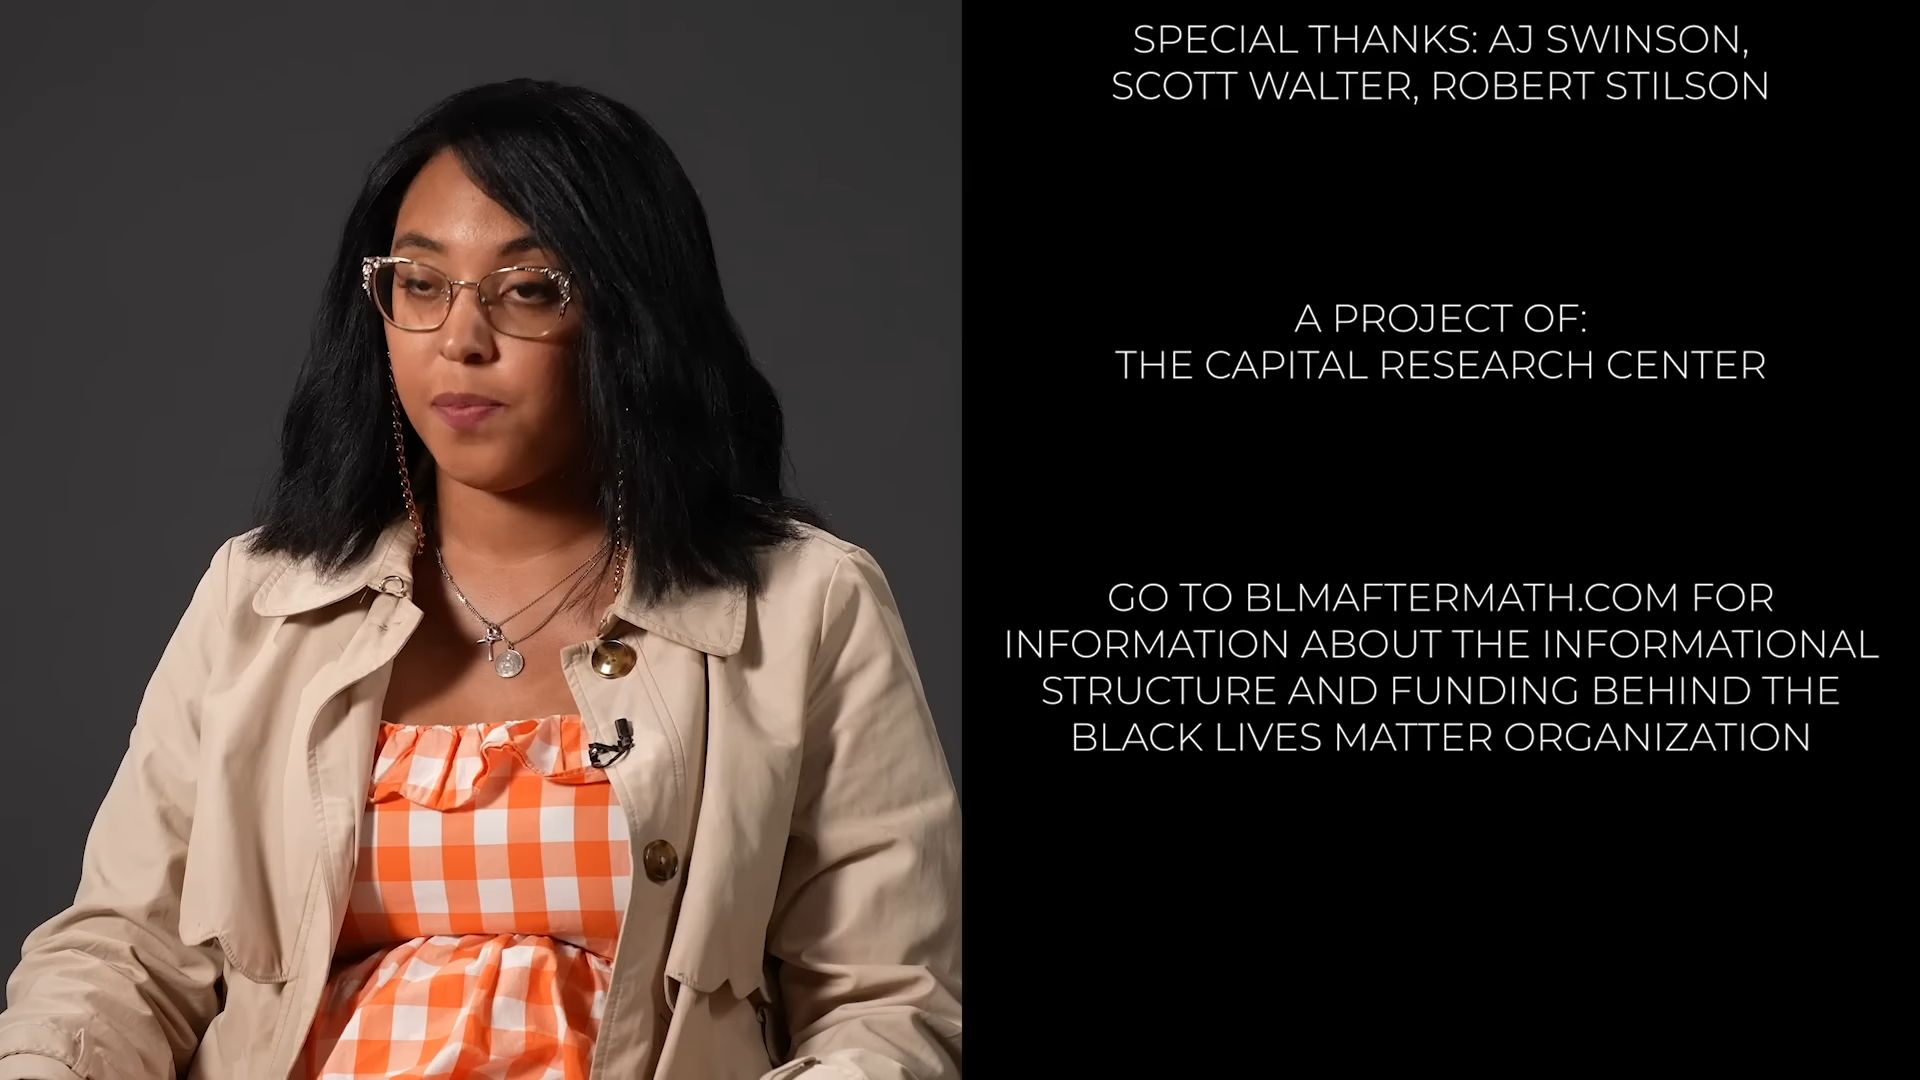 SPECIAL THANKS: AJ SWINSON,
SCOTT WALTER, ROBERT STILSON
A PROJECT OF:
THE CAPITAL RESEARCH CENTER
GO TO BLMAFTERMATH.COM FOR
INFORMATION ABOUT THE INFORMATIONAL
STRUCTURE AND FUNDING BEHIND THE
BLACK LIVES MATTER ORGANIZATION